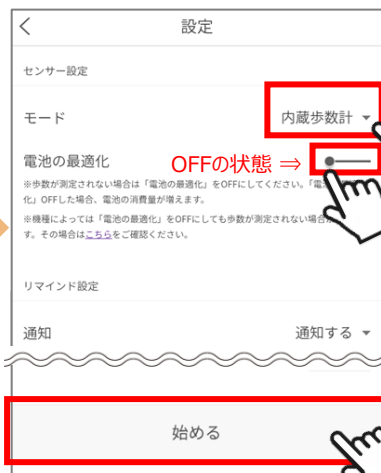 設定
センサー設定
モード
内蔵歩数計
電池の最適化
OFFの状態 ⇒
※歩数が測定されない場合は「電池の最適化」をOFFにしてください。「電
化」OFFした場合、電池の消費量が増えます。
※機種によっては「電池の最適化」をOFFにしても歩数が測定されない場合
す。その場合はこちらをご確認ください。
リマインド設定
通知
通知する
始める